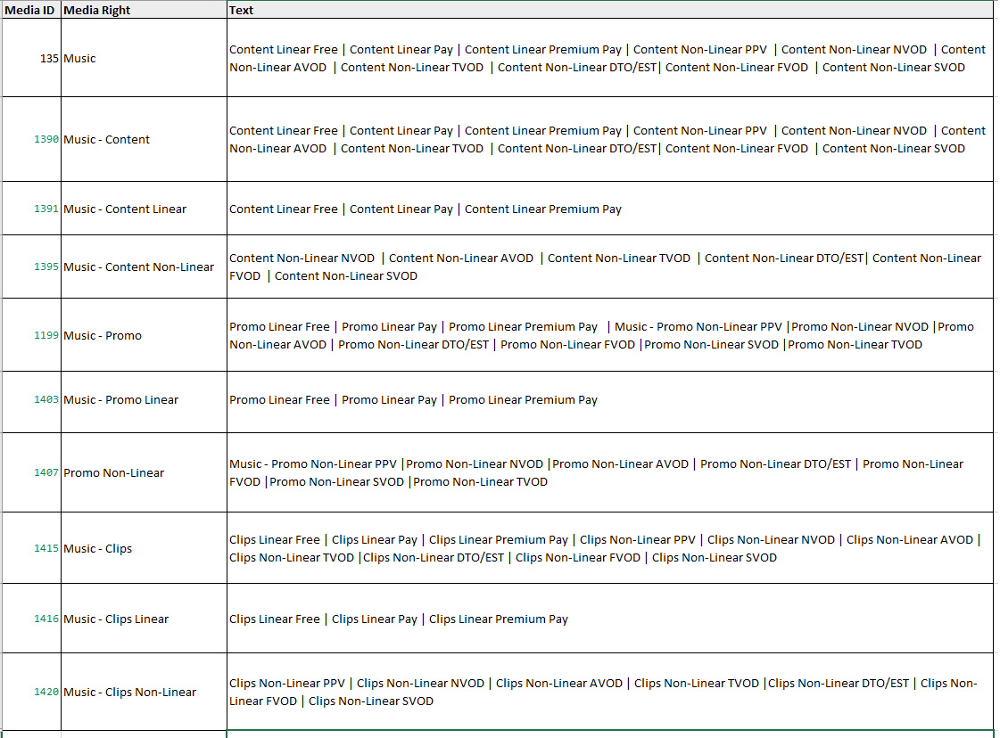 Media ID Media Right Text
135 Music Content Linear Free | Content Linear Pay | Content Linear Premium Pay | Content Non-Linear PPV | Content Non-Linear NVOD | Content
Non-Linear AVOD | Content Non-Linear TVOD | Content Non-Linear DTO/EST| Content Non-Linear FVOD | Content Non-Linear SVOD
1390 Music - Content Content Linear Free | Content Linear Pay | Content Linear Premium Pay | Content Non-Linear PPV | Content Non-Linear NVOD | Content
Non-Linear AVOD | Content Non-Linear TVOD | Content Non-Linear DTO/EST| Content Non-Linear FVOD | Content Non-Linear SVOD
1391 Music - Content Linear Content Linear Free | Content Linear Pay | Content Linear Premium Pay
1395 Music - Content Non-Linear Content Non-Linear NVOD | Content Non-Linear AVOD | Content Non-Linear TVOD | Content Non-Linear DTO/EST| Content Non-Linear
FVOD | Content Non-Linear SVOD
1199 Music - Promo Promo Linear Free | Promo Linear Pay | Promo Linear Premium Pay | Music - Promo Non-Linear PPV |Promo Non-Linear NVOD |Promo
Non-Linear AVOD | Promo Non-Linear DTO/EST | Promo Non-Linear FVOD |Promo Non-Linear SVOD |Promo Non-Linear TVOD
1403 Music - Promo Linear Promo Linear Free | Promo Linear Pay | Promo Linear Premium Pay
1407 Promo Non-Linear Music - Promo Non-Linear PPV |Promo Non-Linear NVOD |Promo Non-Linear AVOD | Promo Non-Linear DTO/EST | Promo Non-Linear
FVOD |Promo Non-Linear SVOD |Promo Non-Linear TVOD
1415 Music - Clips Clips Linear Free | Clips Linear Pay | Clips Linear Premium Pay | Clips Non-Linear PPV | Clips Non-Linear NVOD | Clips Non-Linear AVOD |
Clips Non-Linear TVOD |Clips Non-Linear DTO/EST | Clips Non-Linear FVOD | Clips Non-Linear SVOD
1416 Music - Clips Linear Clips Linear Free | Clips Linear Pay | Clips Linear Premium Pay
1420 Music - Clips Non-Linear Clips Non-Linear PPV | Clips Non-Linear NVOD | Clips Non-Linear AVOD | Clips Non-Linear TVOD |Clips Non-Linear DTO/EST | Clips Non-
Linear FVOD | Clips Non-Linear SVOD